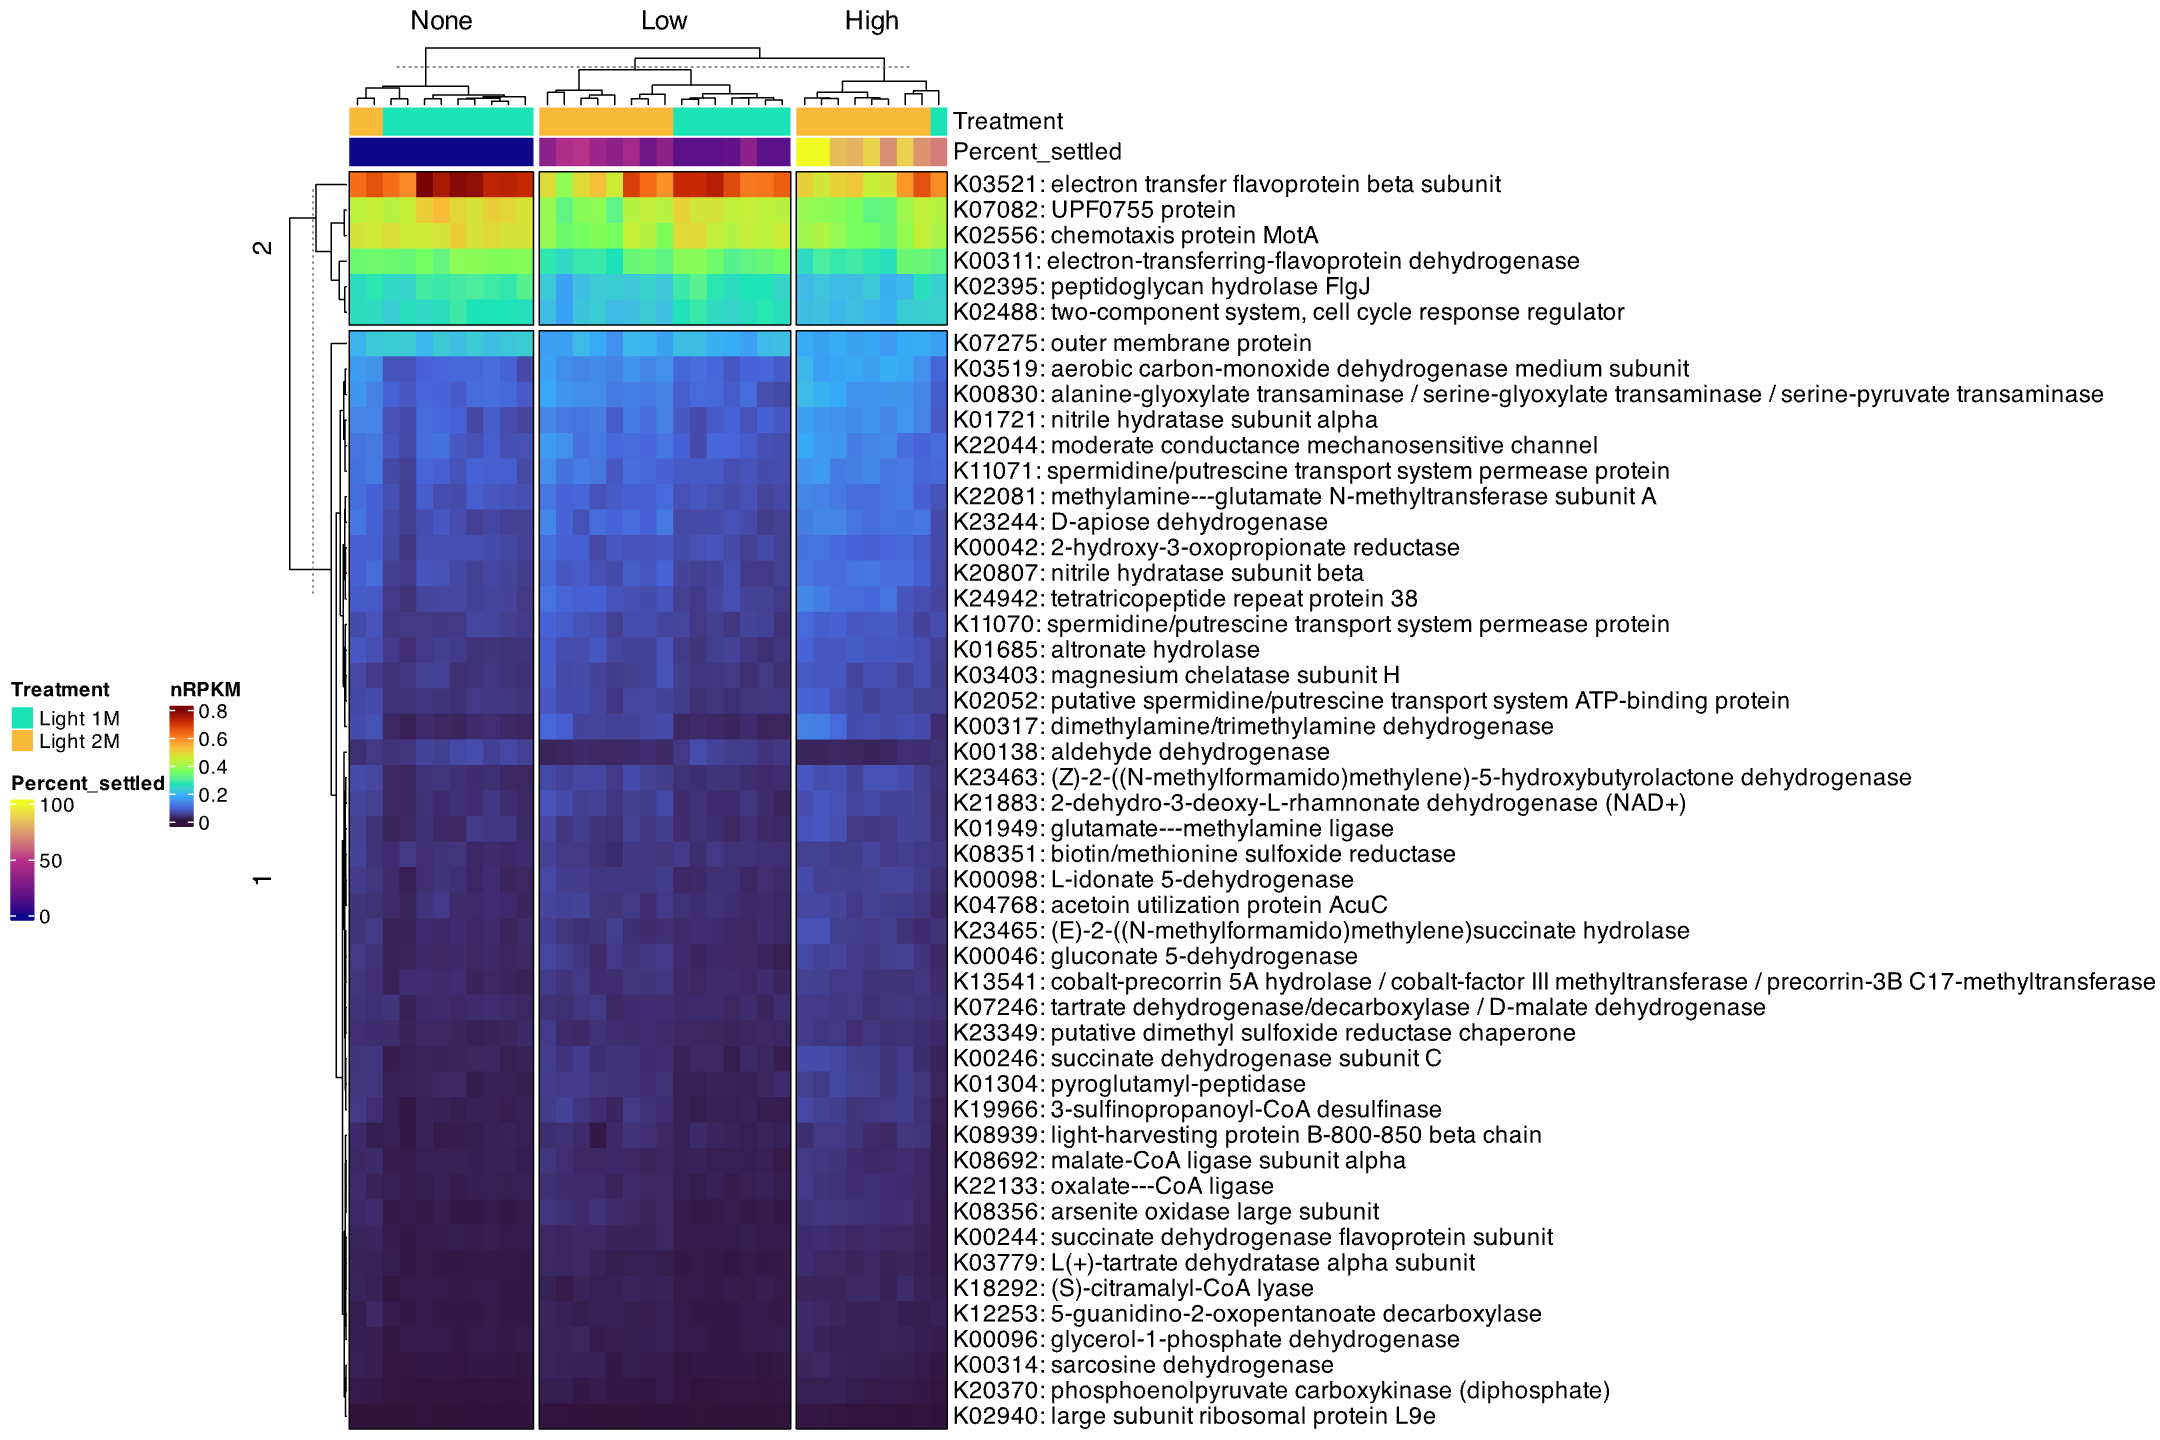 None Low High
Treatment
Percent_settled
2
K03521: electron transfer flavoprotein beta subunit
K07082: UPF0755 protein
K02556: chemotaxis protein MotA
K00311: electron-transferring-flavoprotein dehydrogenase
K02395: peptidoglycan hydrolase FlgJ
K02488: two-component system, cell cycle response regulator
1
K07275: outer membrane protein
K03519: aerobic carbon-monoxide dehydrogenase medium subunit
K00830: alanine-glyoxylate transaminase / serine-glyoxylate transaminase / serine-pyruvate transaminase
K01721: nitrile hydratase subunit alpha
K22044: moderate conductance mechanosensitive channel
K11071: spermidine/putrescine transport system permease protein
K22081: methylamine---glutamate N-methyltransferase subunit A
K23244: D-apiose dehydrogenase
K00042: 2-hydroxy-3-oxopropionate reductase
K20807: nitrile hydratase subunit beta
K24942: tetratricopeptide repeat protein 38
K11070: spermidine/putrescine transport system permease protein
K01685: altronate hydrolase
K03403: magnesium chelatase subunit H
K02052: putative spermidine/putrescine transport system ATP-binding protein
K00317: dimethylamine/trimethylamine dehydrogenase
K00138: aldehyde dehydrogenase
K23463: (Z)-2-((N-methylformamido)methylene)-5-hydroxybutyrolactone dehydrogenase
K21883: 2-dehydro-3-deoxy-L-rhamnonate dehydrogenase (NAD+)
K01949: glutamate---methylamine ligase
K08351: biotin/methionine sulfoxide reductase
K00098: L-idonate 5-dehydrogenase
K04768: acetoin utilization protein AcuC
K23465: (E)-2-((N-methylformamido)methylene)succinate hydrolase
K00046: gluconate 5-dehydrogenase
K13541: cobalt-precorrin 5A hydrolase / cobalt-factor III methyltransferase / precorrin-3B C17-methyltransferase
K07246: tartrate dehydrogenase/decarboxylase / D-malate dehydrogenase
K23349: putative dimethyl sulfoxide reductase chaperone
K00246: succinate dehydrogenase subunit C
K01304: pyroglutamyl-peptidase
K19966: 3-sulfinopropanoyl-CoA desulfinase
K08939: light-harvesting protein B-800-850 beta chain
K08692: malate-CoA ligase subunit alpha
K22133: oxalate---CoA ligase
K08356: arsenite oxidase large subunit
K00244: succinate dehydrogenase flavoprotein subunit
K03779: L(+)-tartrate dehydratase alpha subunit
K18292: (S)-citramalyl-CoA lyase
K12253: 5-guanidino-2-oxopentanoate decarboxylase
K00096: glycerol-1-phosphate dehydrogenase
K00314: sarcosine dehydrogenase
K20370: phosphoenolpyruvate carboxykinase (diphosphate)
K02940: large subunit ribosomal protein L9e
Treatment
Light 1M
Light 2M
Percent_settled
100
50
0
nRPKM
0.8
0.6
0.4
0.2
0